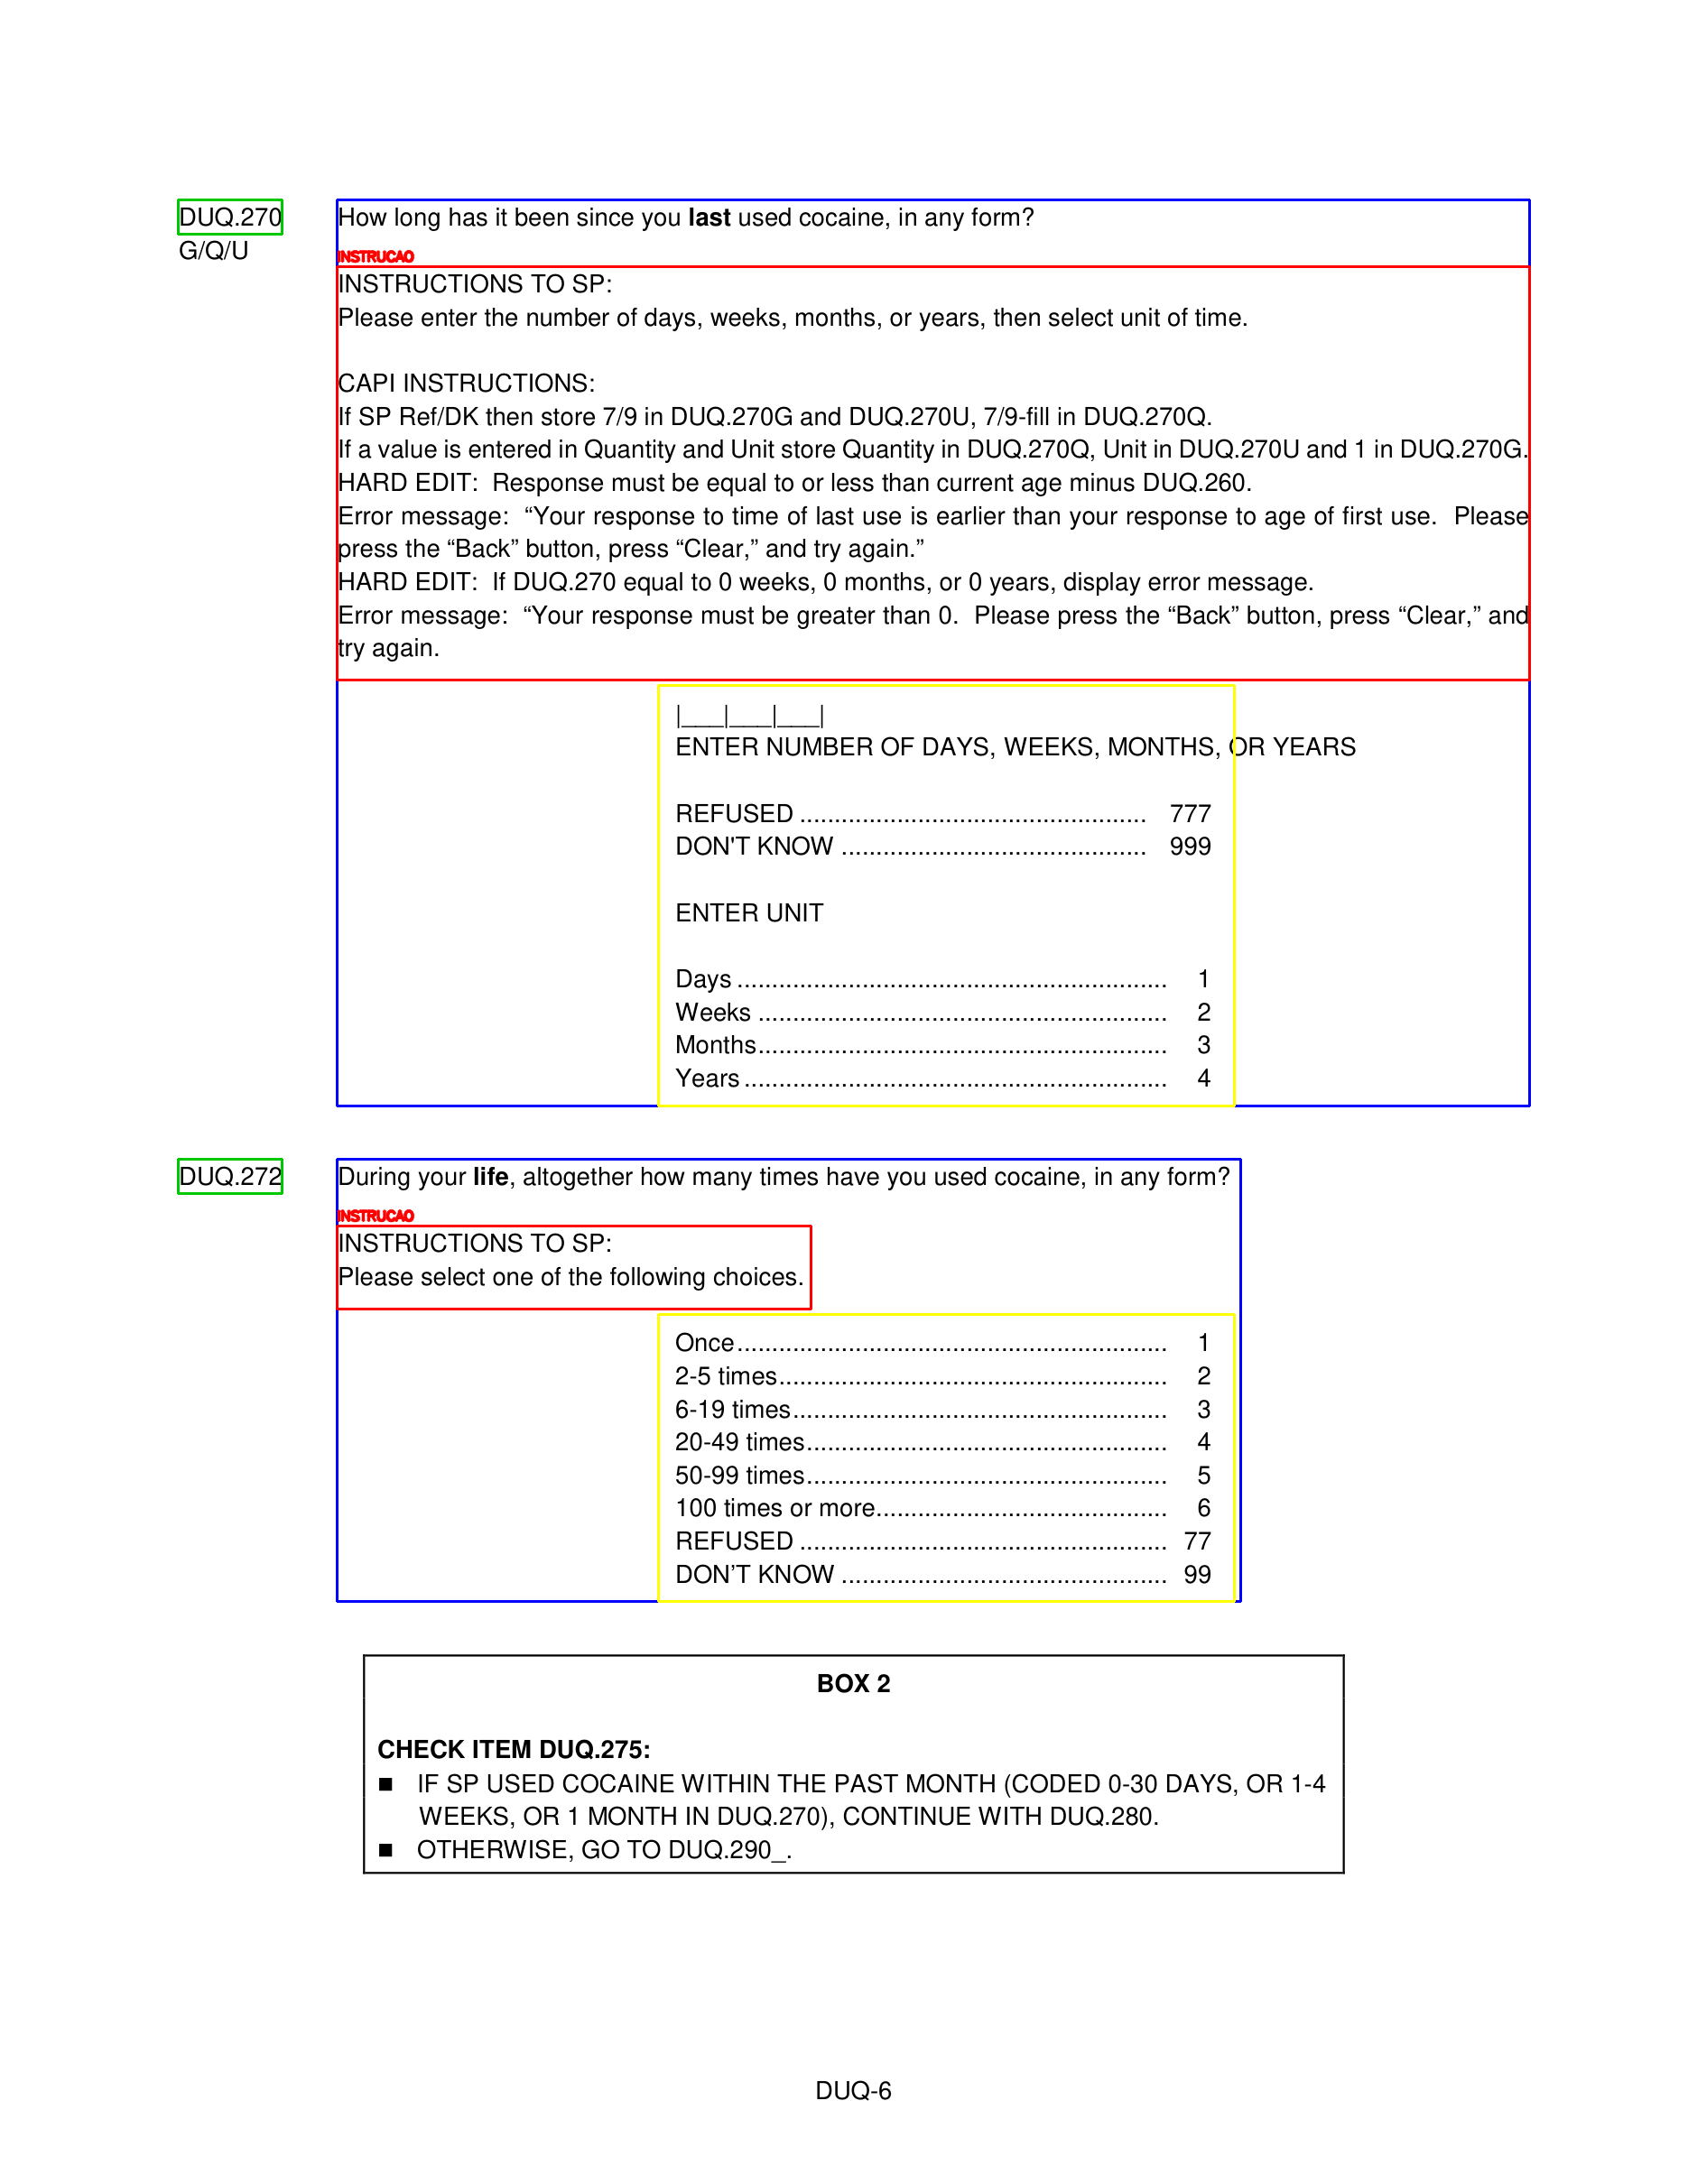 DUQ.270 How long has it been since you last used cocaine, in any form?
G/Q/U
INSTRUCAO
INSTRUCTIONS TO SP:
Please enter the number of days, weeks, months, or years, then select unit of time.
CAPI INSTRUCTIONS:
If SP Ref/DK then store 7/9 in DUQ.270G and DUQ.270U, 7/9-fill in DUQ.270Q.
If a value is entered in Quantity and Unit store Quantity in DUQ.270Q, Unit in DUQ.270U and 1 in DUQ.270G.
HARD EDIT:  Response must be equal to or less than current age minus DUQ.260.
Error message:  “Your response to time of last use is earlier than your response to age of first use.  Please
press the “Back” button, press “Clear,” and try again.”
HARD EDIT:  If DUQ.270 equal to 0 weeks, 0 months, or 0 years, display error message.
Error message:  “Your response must be greater than 0.  Please press the “Back” button, press “Clear,” and
try again.
|___|___|___|
ENTER NUMBER OF DAYS, WEEKS, MONTHS, OR YEARS
REFUSED .................................................. 777
DON'T KNOW ............................................ 999
ENTER UNIT
Days .............................................................. 1
Weeks ........................................................... 2
Months........................................................... 3
Years ............................................................. 4
DUQ.272 During your life, altogether how many times have you used cocaine, in any form?
INSTRUCAO
INSTRUCTIONS TO SP:
Please select one of the following choices.
Once.............................................................. 1
2-5 times........................................................ 2
6-19 times...................................................... 3
20-49 times.................................................... 4
50-99 times.................................................... 5
100 times or more.......................................... 6
REFUSED ..................................................... 77
DON’T KNOW ............................................... 99
BOX 2
CHECK ITEM DUQ.275:
■ IF SP USED COCAINE WITHIN THE PAST MONTH (CODED 0-30 DAYS, OR 1-4
WEEKS, OR 1 MONTH IN DUQ.270), CONTINUE WITH DUQ.280.
■ OTHERWISE, GO TO DUQ.290_.
DUQ-6